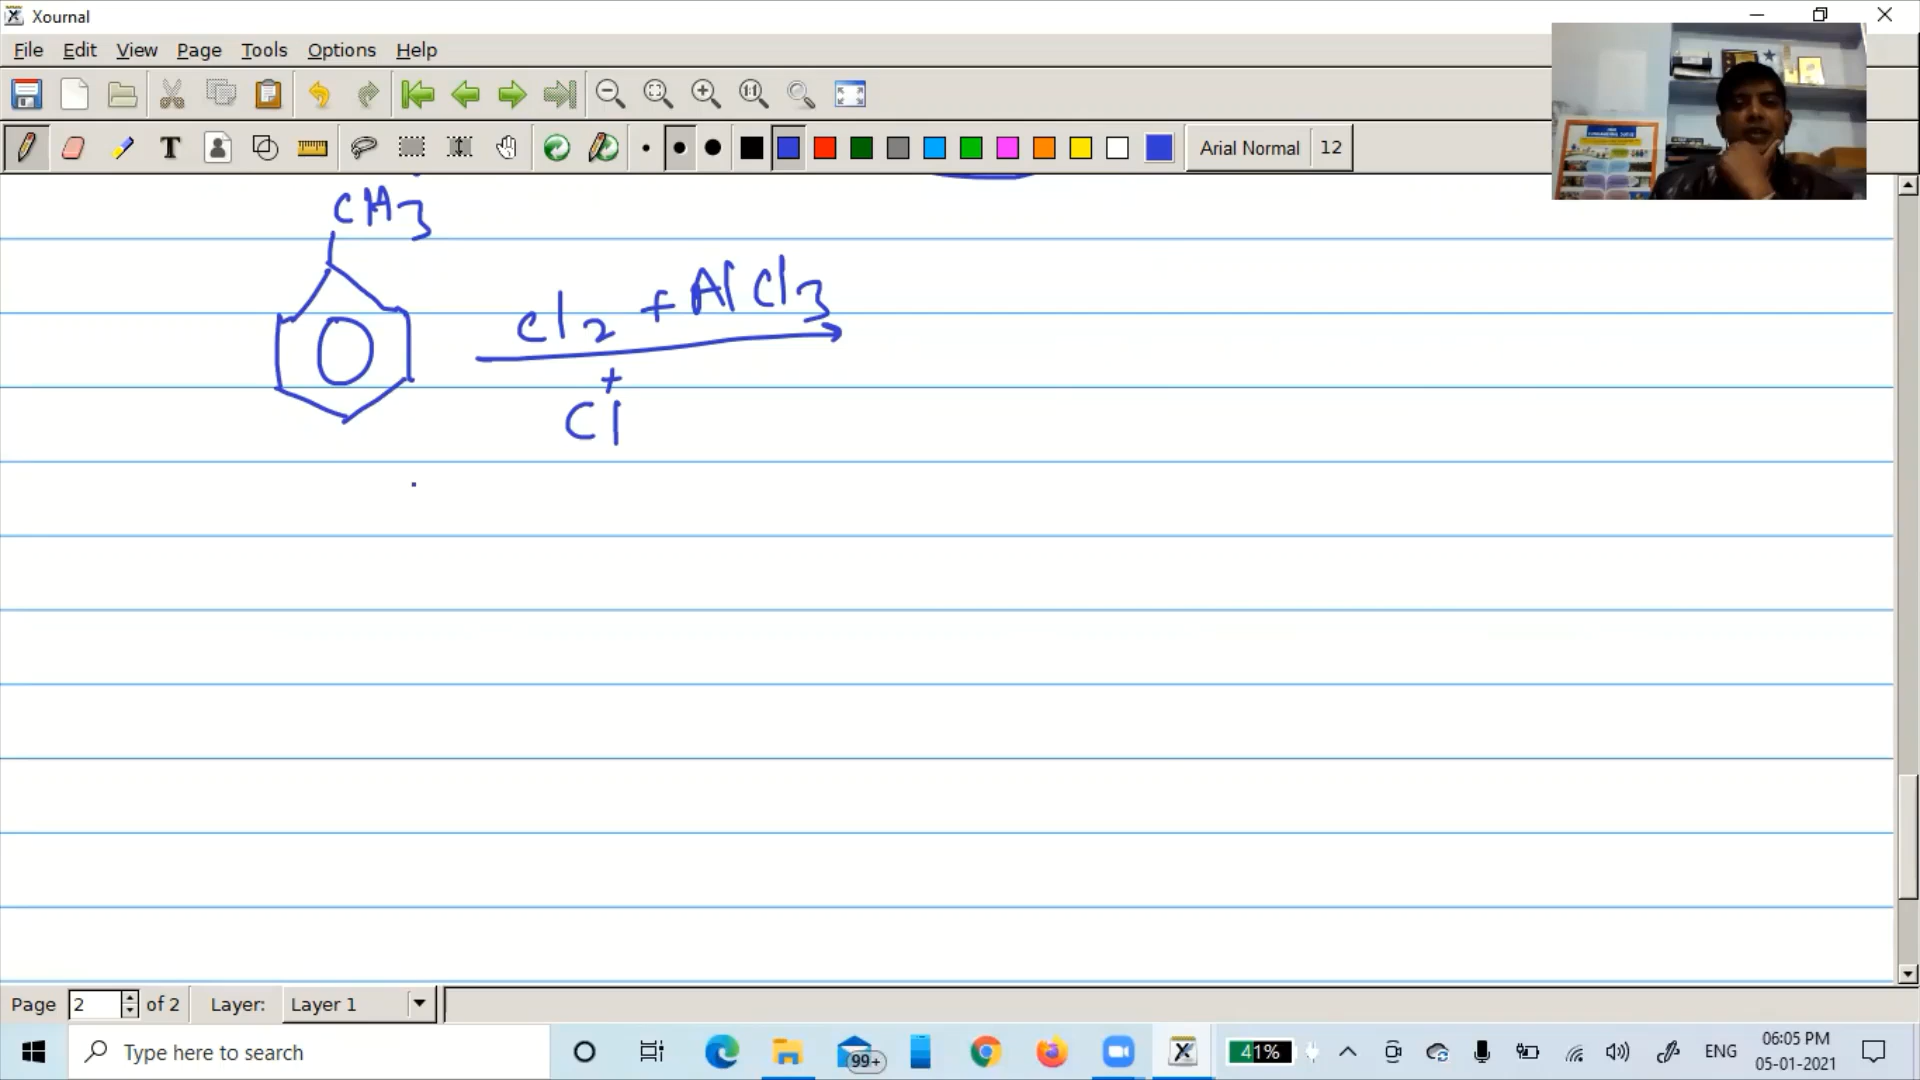 Xournal
File Edit View Page Tools Options Help
Arial Normal 12
CH3
Cl2 + AlCl3
+
Cl
Page 2 of 2 Layer: Layer 1
Type here to search
99+
41%
ENG
06:05 PM
05-01-2021